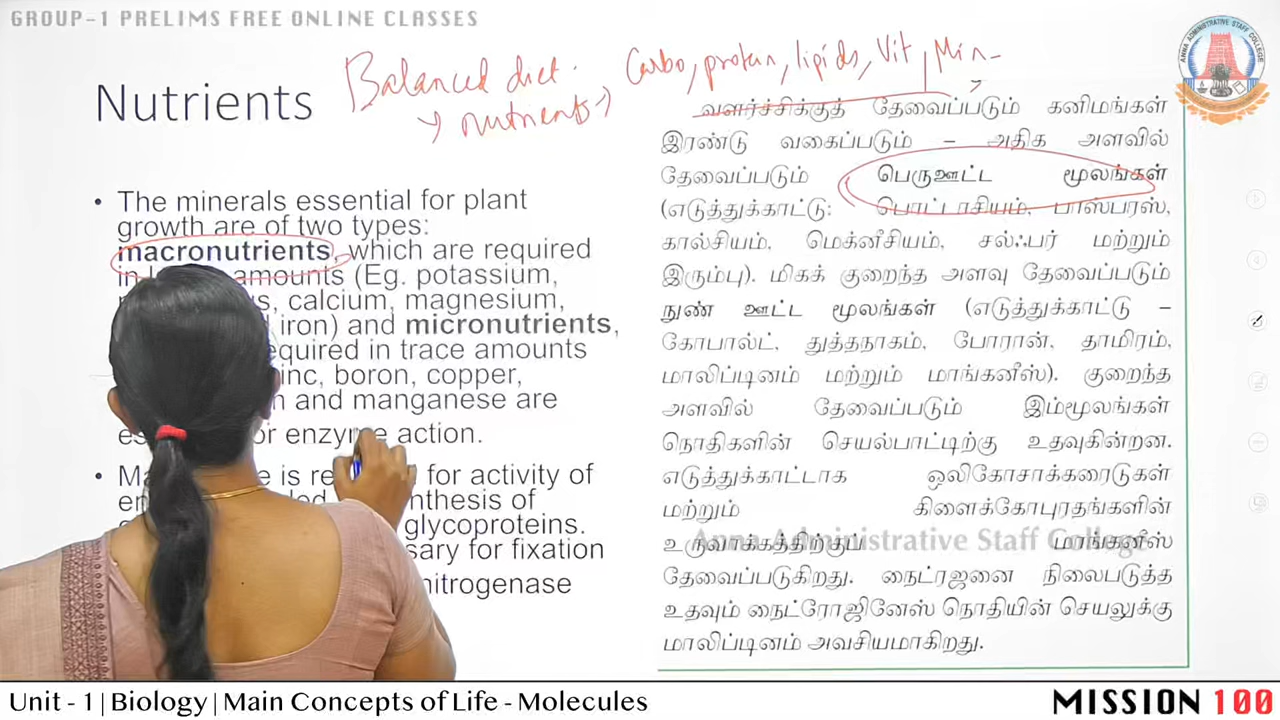 GROUP-1 PRELIMS FREE ONLINE CLASSES
ANNA ADMINISTRATIVE STAFF COLLEGE
Balanced diet.
→ nutrients → Carbo, protein, lipids, Vit, Min
Nutrients
• The minerals essential for plant
growth are of two types:
macronutrients, which are required
in amounts (Eg. potassium,
calcium, magnesium,
iron) and micronutrients,
required in trace amounts
boron, copper,
and manganese are
for enzyme action.
• is for activity of
synthesis of
glycoproteins.
for fixation
nitrogenase
வளர்ச்சிக்குத் தேவைப்படும் கனிமங்கள்
இரண்டு வகைப்படும் – அதிக அளவில்
தேவைப்படும் பெருஊட்ட மூலங்கள்
(எடுத்துக்காட்டு: பொட்டாசியம், பாஸ்பரஸ்,
கால்சியம், மெக்னீசியம், சல்ஃபர் மற்றும்
இரும்பு). மிகக் குறைந்த அளவு தேவைப்படும்
நுண் ஊட்ட மூலங்கள் (எடுத்துக்காட்டு –
கோபால்ட், துத்தநாகம், போரான், தாமிரம்,
மாலிப்டினம் மற்றும் மாங்கனீஸ்). குறைந்த
அளவில் தேவைப்படும் இம்மூலங்கள்
நொதிகளின் செயல்பாட்டிற்கு உதவுகின்றன.
எடுத்துக்காட்டாக ஒலிகோசாக்கரைடுகள்
மற்றும் கிளைக்கோபுரதங்களின்
உருவாக்கத்திற்குப் மாங்கனீஸ்
Anna Administrative Staff College
தேவைப்படுகிறது. நைட்ரஜனை நிலைபடுத்த
உதவும் நைட்ரோஜினேஸ் நொதியின் செயலுக்கு
மாலிப்டினம் அவசியமாகிறது.
Unit - 1 | Biology | Main Concepts of Life - Molecules
MISSION 100